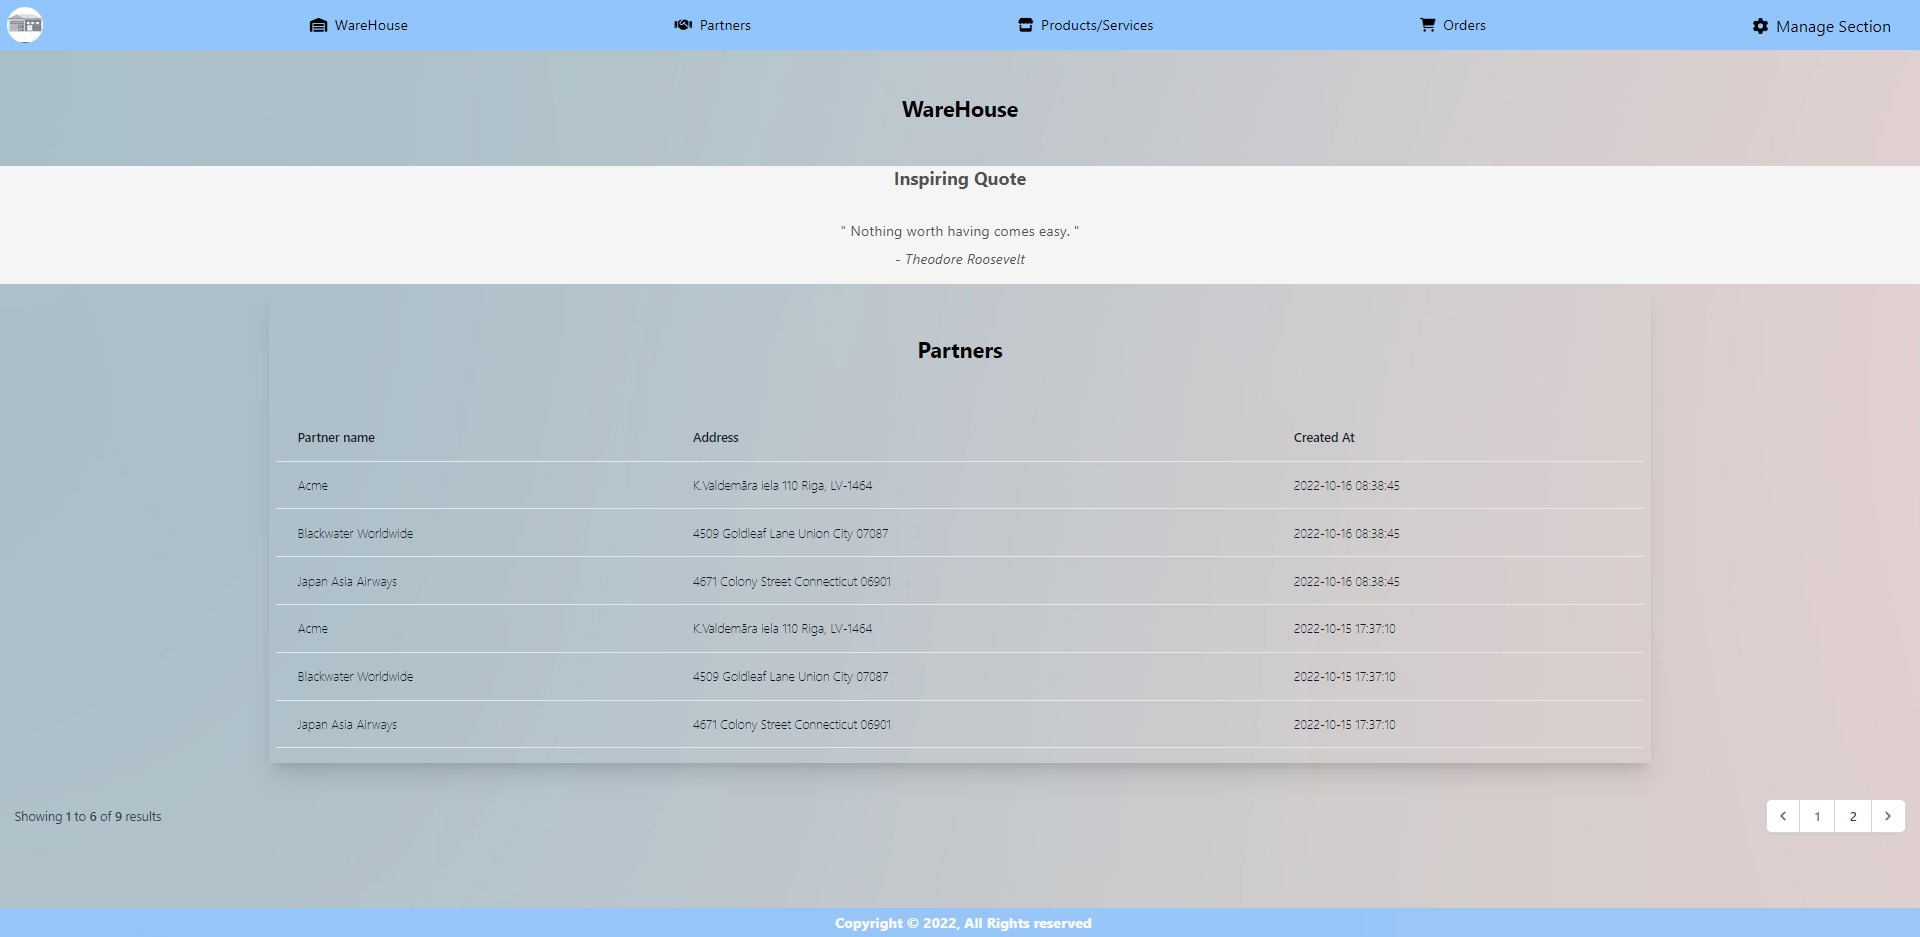 WareHouse Partners Products/Services Orders Manage Section
WareHouse
Inspiring Quote
" Nothing worth having comes easy. "
- Theodore Roosevelt
Partners
Partner name Address Created At
Acme K.Valdemāra iela 110 Riga, LV-1464 2022-10-16 08:38:45
Blackwater Worldwide 4509 Goldleaf Lane Union City 07087 2022-10-16 08:38:45
Japan Asia Airways 4671 Colony Street Connecticut 06901 2022-10-16 08:38:45
Acme K.Valdemāra iela 110 Riga, LV-1464 2022-10-15 17:37:10
Blackwater Worldwide 4509 Goldleaf Lane Union City 07087 2022-10-15 17:37:10
Japan Asia Airways 4671 Colony Street Connecticut 06901 2022-10-15 17:37:10
Showing 1 to 6 of 9 results 1 2
Copyright © 2022, All Rights reserved